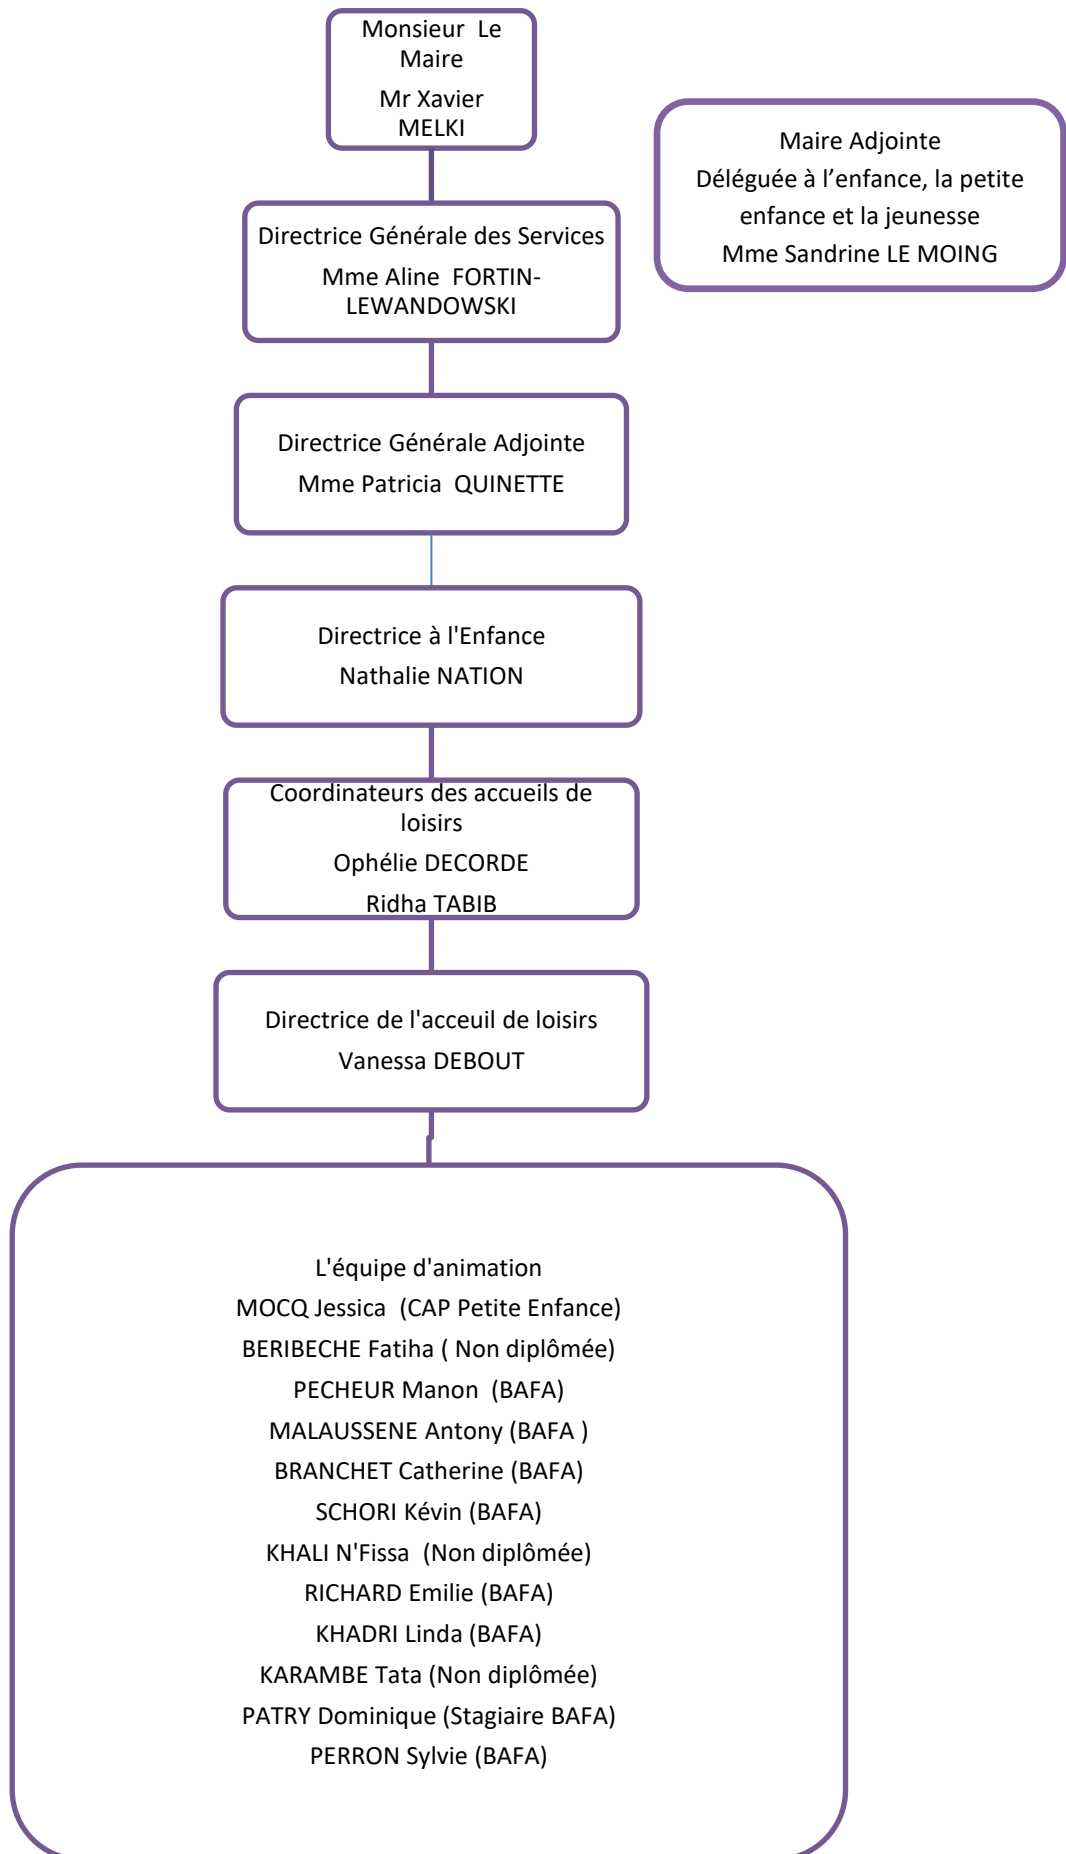 Monsieur Le
Maire
Mr Xavier
MELKI
Maire Adjointe
Déléguée à l’enfance, la petite
enfance et la jeunesse
Mme Sandrine LE MOING
Directrice Générale des Services
Mme Aline FORTIN-
LEWANDOWSKI
Directrice Générale Adjointe
Mme Patricia QUINETTE
Directrice à l'Enfance
Nathalie NATION
Coordinateurs des accueils de
loisirs
Ophélie DECORDE
Ridha TABIB
Directrice de l'acceuil de loisirs
Vanessa DEBOUT
L'équipe d'animation
MOCQ Jessica (CAP Petite Enfance)
BERIBECHE Fatiha ( Non diplômée)
PECHEUR Manon (BAFA)
MALAUSSENE Antony (BAFA )
BRANCHET Catherine (BAFA)
SCHORI Kévin (BAFA)
KHALI N'Fissa (Non diplômée)
RICHARD Emilie (BAFA)
KHADRI Linda (BAFA)
KARAMBE Tata (Non diplômée)
PATRY Dominique (Stagiaire BAFA)
PERRON Sylvie (BAFA)